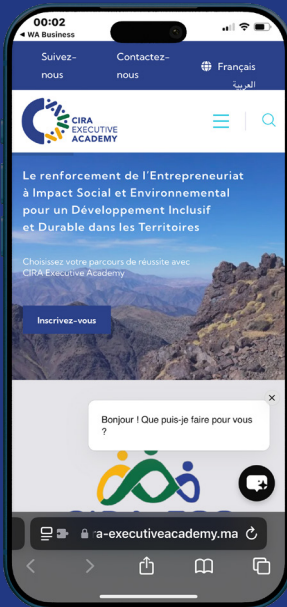 00:02
◀ WA Business
Suivez-
nous
Contactez-
nous
Français
العربية
CIRA
EXECUTIVE
ACADEMY
Le renforcement de l'Entrepreneuriat
à Impact Social et Environnemental
pour un Développement Inclusif
et Durable dans les Territoires
Choisissez votre parcours de réussite avec
CIRA Executive Academy
Inscrivez-vous
Bonjour ! Que puis-je faire pour vous
?
ra-executiveacademy.ma